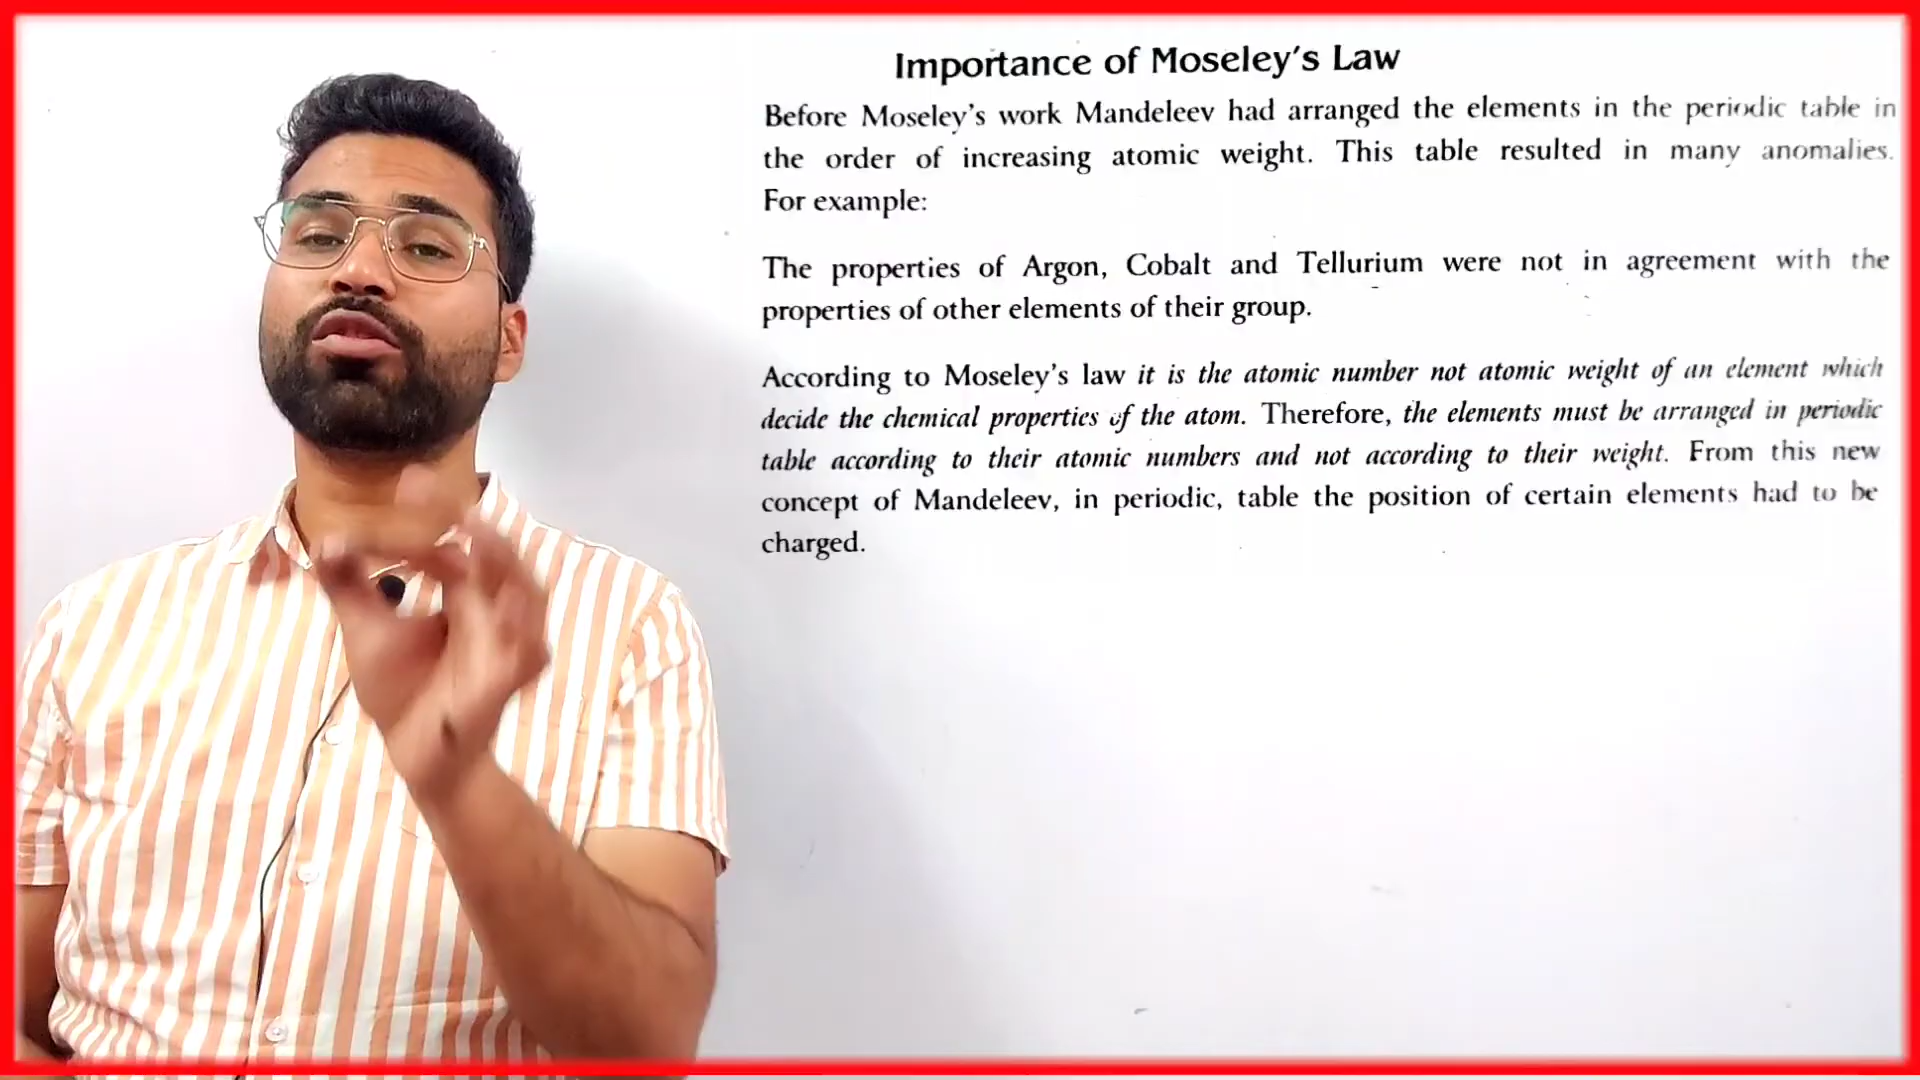 Importance of Moseley's Law
Before Moseley's work Mandeleev had arranged the elements in the periodic table in
the order of increasing atomic weight. This table resulted in many anomalies.
For example:
The properties of Argon, Cobalt and Tellurium were not in agreement with the
properties of other elements of their group.
According to Moseley's law it is the atomic number not atomic weight of an element which
decide the chemical properties of the atom. Therefore, the elements must be arranged in periodic
table according to their atomic numbers and not according to their weight. From this new
concept of Mandeleev, in periodic, table the position of certain elements had to be
charged.